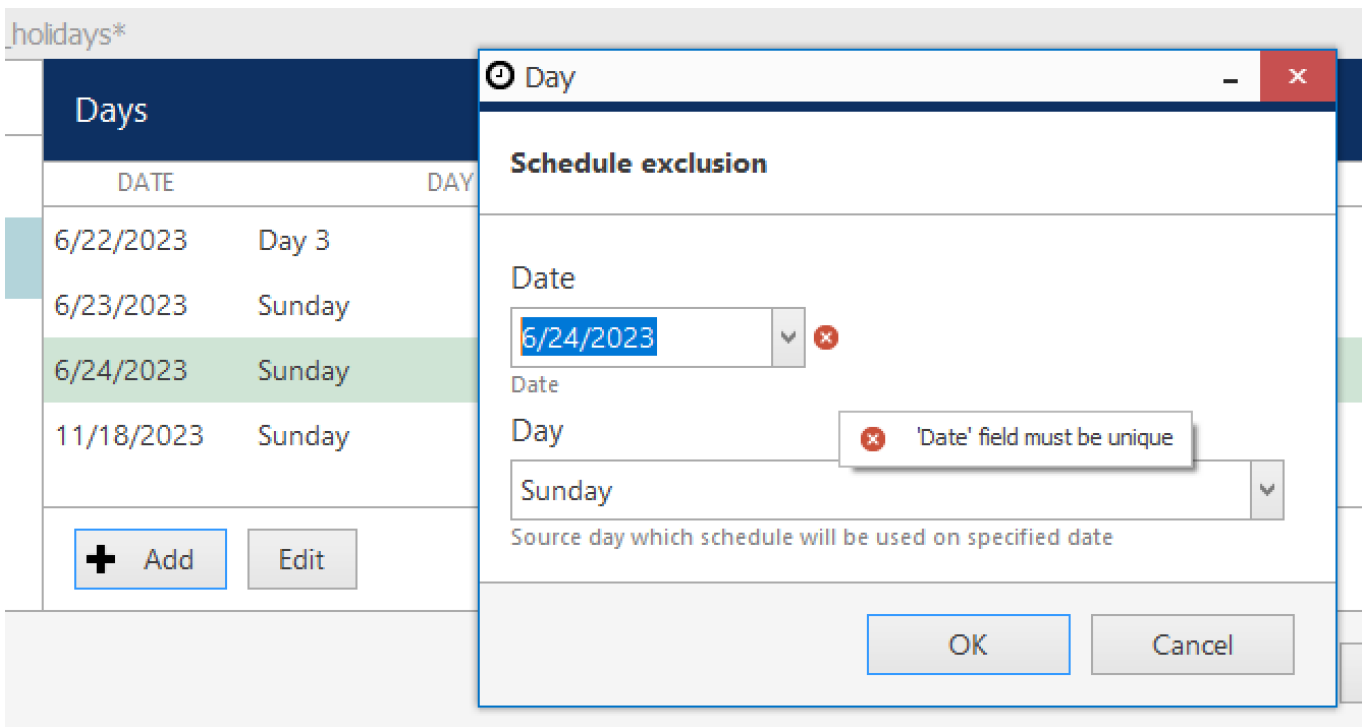 _holidays*
Days
DATE DAY
6/22/2023 Day 3
6/23/2023 Sunday
6/24/2023 Sunday
11/18/2023 Sunday
Add Edit
Day
Schedule exclusion
Date
6/24/2023
Date
'Date' field must be unique
Day
Sunday
Source day which schedule will be used on specified date
OK Cancel